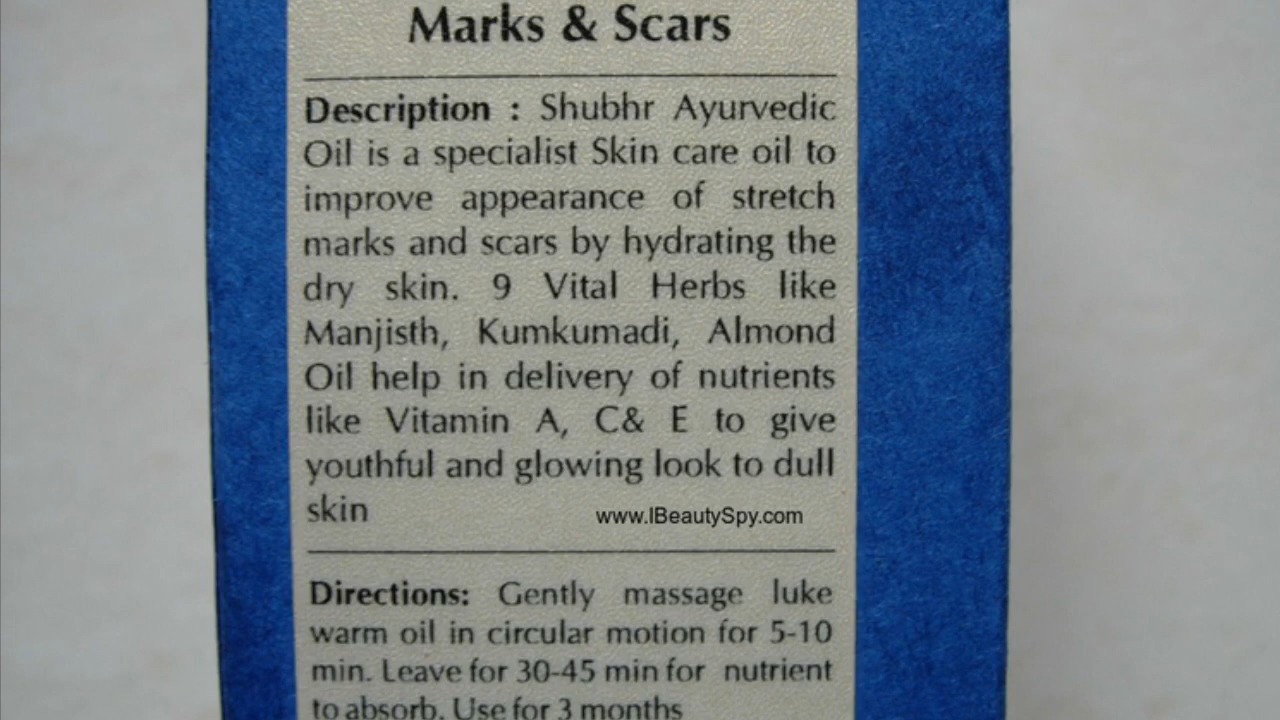 Marks & Scars
Description : Shubhr Ayurvedic
Oil is a specialist Skin care oil to
improve appearance of stretch
marks and scars by hydrating the
dry skin. 9 Vital Herbs like
Manjisth, Kumkumadi, Almond
Oil help in delivery of nutrients
like Vitamin A, C& E to give
youthful and glowing look to dull
skin
www.IBeautySpy.com
Directions: Gently massage luke
warm oil in circular motion for 5-10
min. Leave for 30-45 min for nutrient
to absorb. Use for 3 months